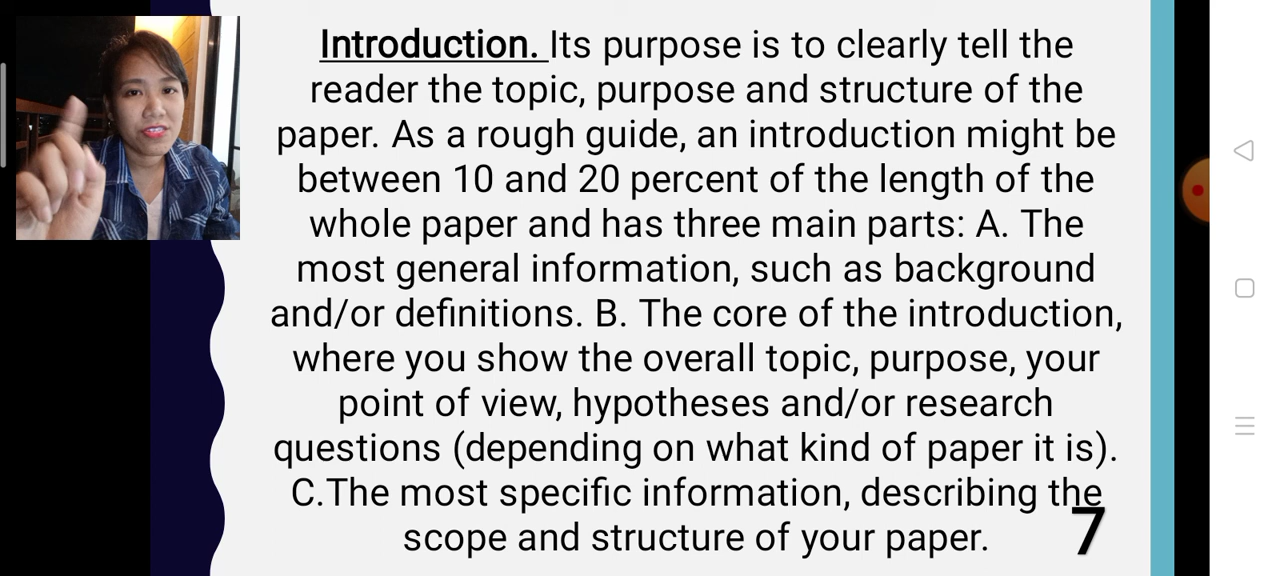 Introduction. Its purpose is to clearly tell the
reader the topic, purpose and structure of the
paper. As a rough guide, an introduction might be
between 10 and 20 percent of the length of the
whole paper and has three main parts: A. The
most general information, such as background
and/or definitions. B. The core of the introduction,
where you show the overall topic, purpose, your
point of view, hypotheses and/or research
questions (depending on what kind of paper it is).
C.The most specific information, describing the
scope and structure of your paper.
7